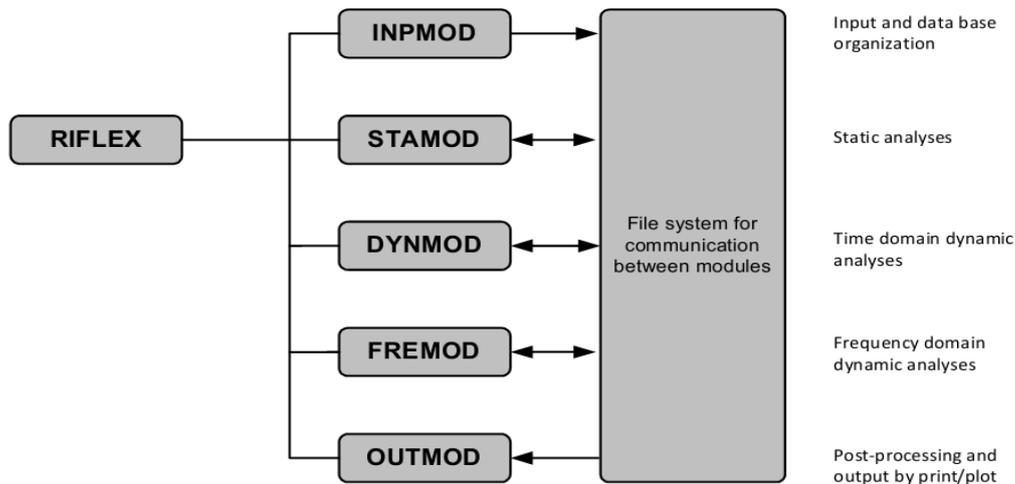 INPMOD
Input and data base
organization
RIFLEX
STAMOD
Static analyses
File system for
communication
between modules
DYNMOD
Time domain dynamic
analyses
FREMOD
Frequency domain
dynamic analyses
OUTMOD
Post-processing and
output by print/plot